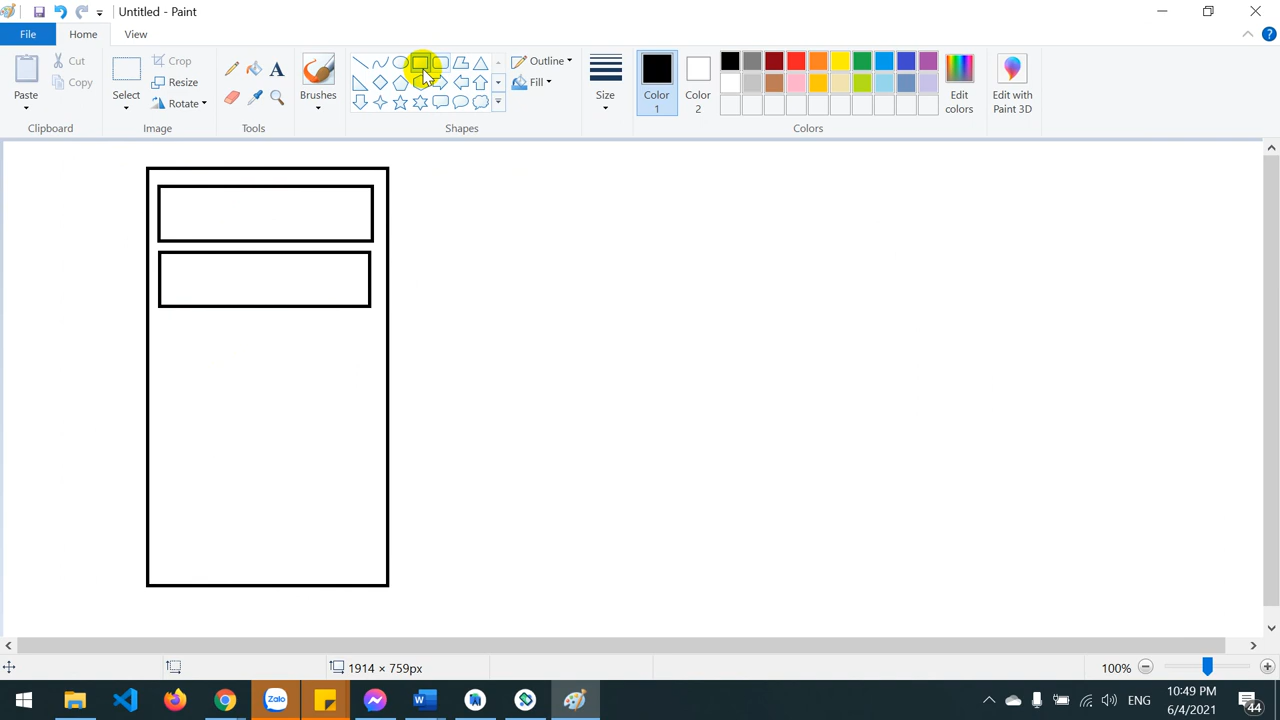 Untitled - Paint
File
Home
View
Paste
Cut
Copy
Clipboard
Select
Crop
Rotate
Image
Tools
Brushes
Shapes
Outline
Fill
Size
Color 1
Color 2
Colors
Edit colors
Edit with Paint 3D
1914 × 759px
100%
Zalo
W
ENG
10:49 PM
6/4/2021
44